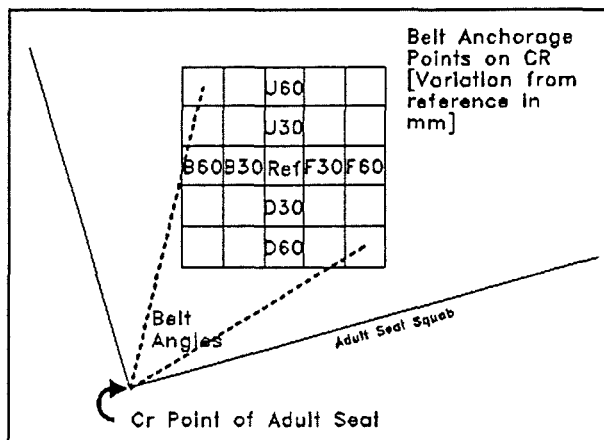 Belt Anchorage
Points on CR
[Variation from
reference in
mm]
U60
U30
B60 B30 Ref F30 F60
D30
D60
Belt
Angles
Adult Seat Squab
Cr Point of Adult Seat